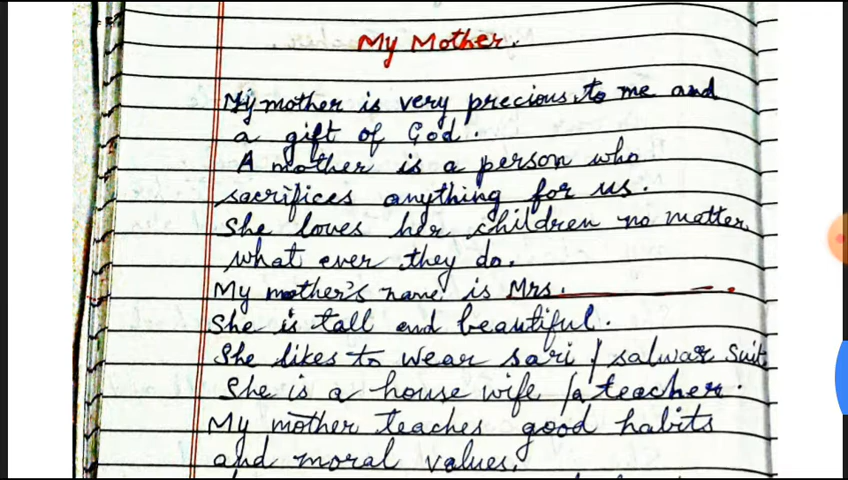 My Mother.
My mother is very precious to me and
a gift of God.
A mother is a person who
sacrifices anything for us.
She loves her children no matter
what ever they do.
My mother's name is Mrs. ______.
She is tall and beautiful.
She likes to wear sari / salwar suit
She is a house wife /a teacher.
My mother teaches good habits
and moral values.